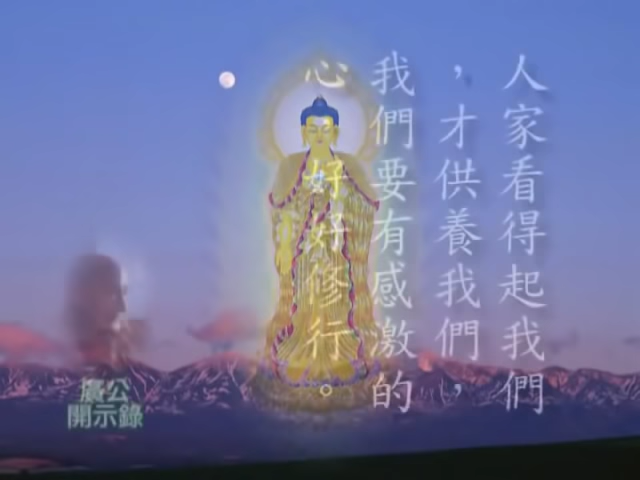 人家看得起我們
，才供養我們，
我們要有感激的
心 好好修行。
廣公
開示錄